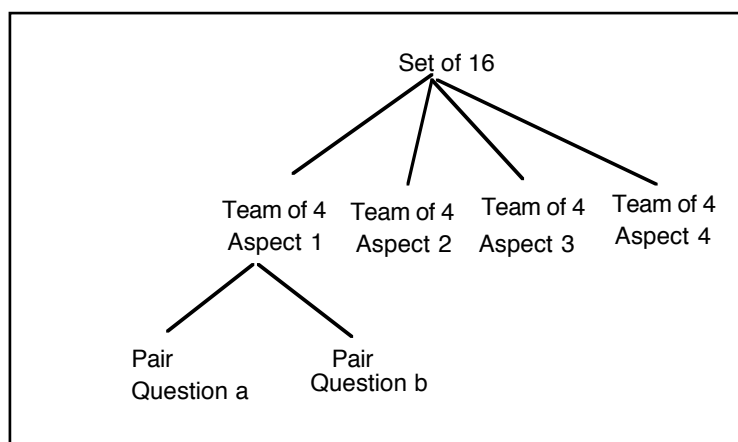 Set of 16
Team of 4
Aspect 1
Team of 4
Aspect 2
Team of 4
Aspect 3
Team of 4
Aspect 4
Pair
Question a
Pair
Question b